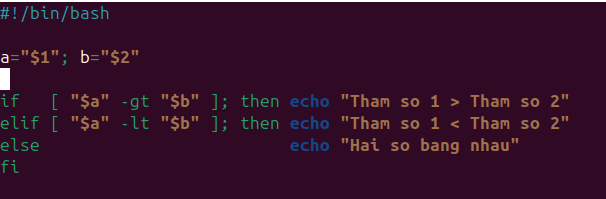 #!/bin/bash
a="$1"; b="$2"
if   [ "$a" -gt "$b" ]; then echo "Tham so 1 > Tham so 2"
elif [ "$a" -lt "$b" ]; then echo "Tham so 1 < Tham so 2"
else                         echo "Hai so bang nhau"
fi